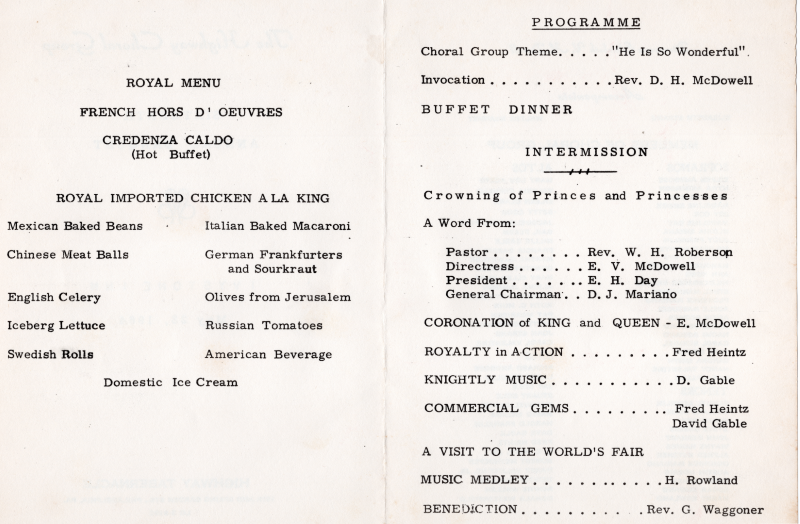 ROYAL MENU
FRENCH HORS D' OEUVRES
CREDENZA CALDO
(Hot Buffet)
ROYAL IMPORTED CHICKEN A LA KING
Mexican Baked Beans
Italian Baked Macaroni
Chinese Meat Balls
German Frankfurters
and Sourkraut
English Celery
Olives from Jerusalem
Iceberg Lettuce
Russian Tomatoes
Swedish Rolls
American Beverage
Domestic Ice Cream
PROGRAMME
Choral Group Theme. . . . . "He Is So Wonderful".
Invocation . . . . . . . . . . . Rev. D. H. McDowell
BUFFET DINNER
INTERMISSION
Crowning of Princes and Princesses
A Word From:
Pastor . . . . . . . . Rev. W. H. Roberson
Directress . . . . . . E. V. McDowell
President . . . . . . . E. H. Day
General Chairman . . D. J. Mariano
CORONATION of KING and QUEEN - E. McDowell
ROYALTY in ACTION . . . . . . . . . Fred Heintz
KNIGHTLY MUSIC . . . . . . . . . . . D. Gable
COMMERCIAL GEMS . . . . . . . . . Fred Heintz
David Gable
A VISIT TO THE WORLD'S FAIR
MUSIC MEDLEY . . . . . . . . . . . . H. Rowland
BENEDICTION . . . . . . . . . . . Rev. G. Waggoner